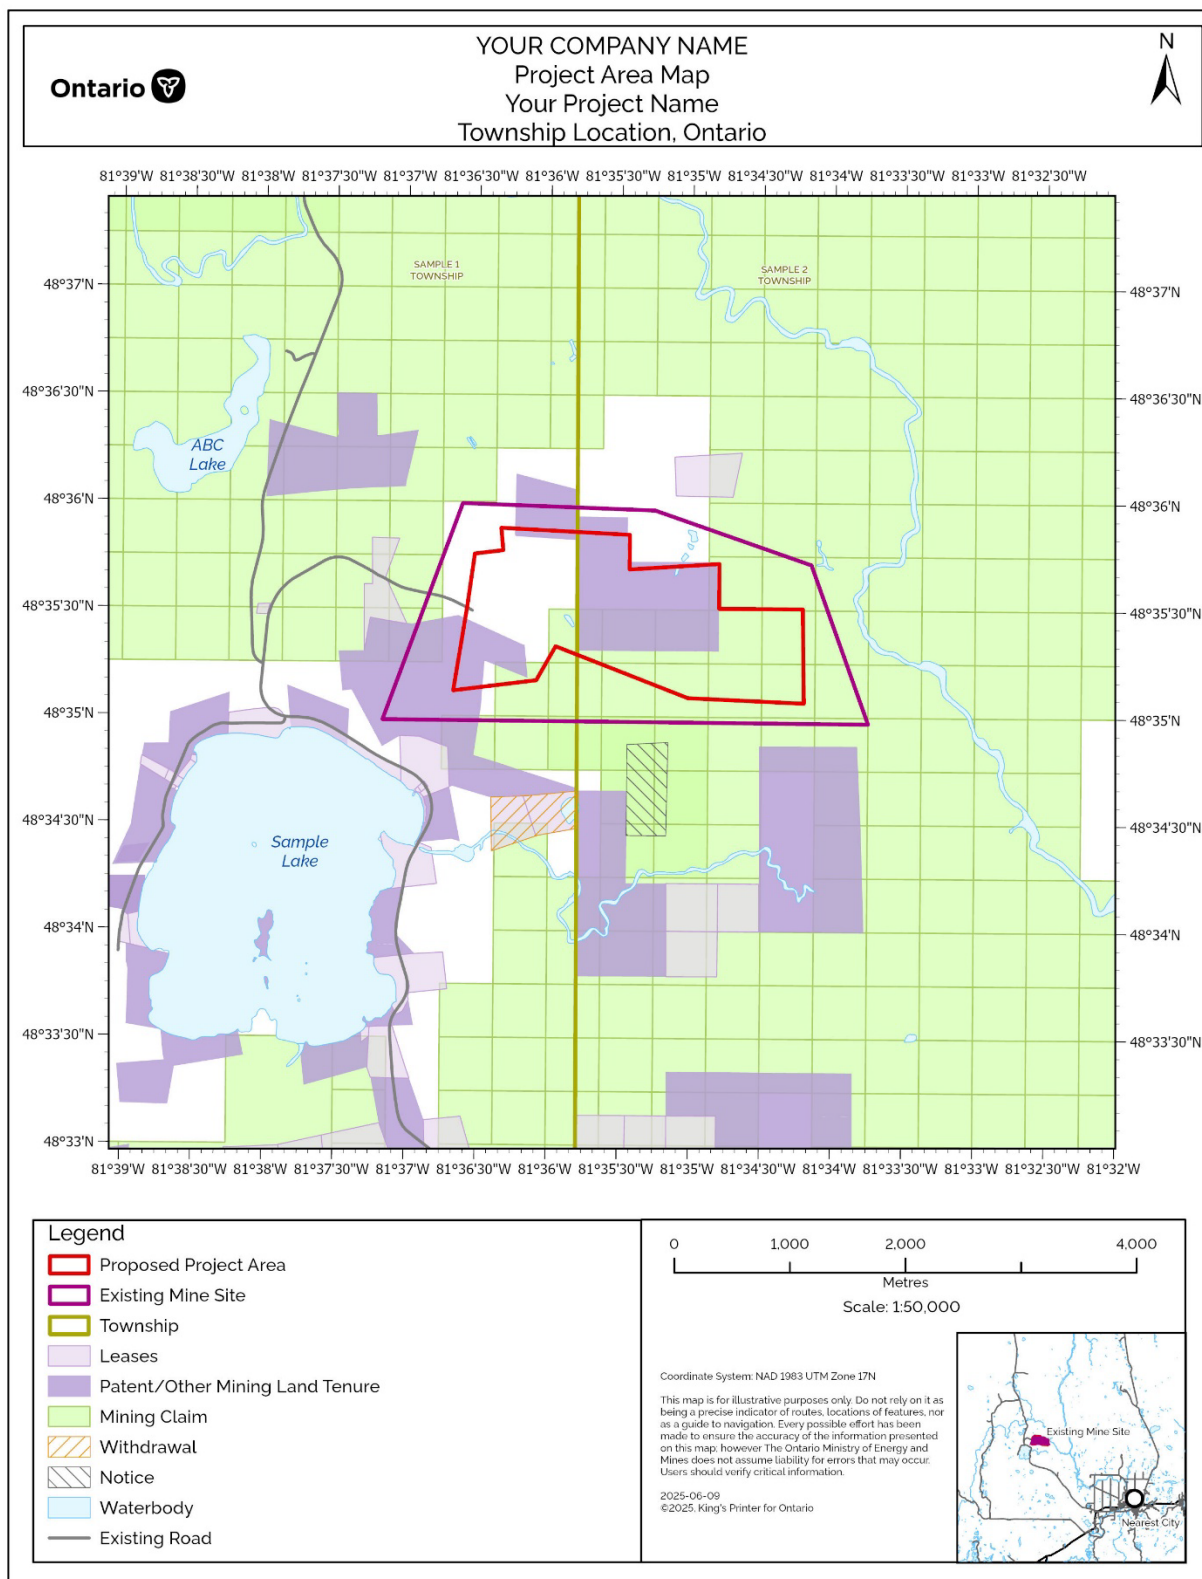 YOUR COMPANY NAME
Project Area Map
Your Project Name
Township Location, Ontario
Ontario
N
81°39'W 81°38'30"W 81°38'W 81°37'30"W 81°37'W 81°36'30"W 81°36'W 81°35'30"W 81°35'W 81°34'30"W 81°34'W 81°33'30"W 81°33'W 81°32'30"W
SAMPLE 1
TOWNSHIP
SAMPLE 2
TOWNSHIP
48°37'N
48°37'N
48°36'30"N
48°36'30"N
ABC
Lake
48°36'N
48°36'N
48°35'30"N
48°35'30"N
48°35'N
48°35'N
48°34'30"N
48°34'30"N
Sample
Lake
48°34'N
48°34'N
48°33'30"N
48°33'30"N
48°33'N
81°39'W 81°38'30"W 81°38'W 81°37'30"W 81°37'W 81°36'30"W 81°36'W 81°35'30"W 81°35'W 81°34'30"W 81°34'W 81°33'30"W 81°33'W 81°32'30"W 81°32'W
Legend
Proposed Project Area
Existing Mine Site
Township
Leases
Patent/Other Mining Land Tenure
Mining Claim
Withdrawal
Notice
Waterbody
Existing Road
0 1,000 2,000 4,000
Metres
Scale: 1:50,000
Coordinate System: NAD 1983 UTM Zone 17N
This map is for illustrative purposes only. Do not rely on it as
being a precise indicator of routes, locations of features, nor
as a guide to navigation. Every possible effort has been
made to ensure the accuracy of the information presented
on this map; however The Ontario Ministry of Energy and
Mines does not assume liability for errors that may occur.
Users should verify critical information.
2025-06-09
©2025. King's Printer for Ontario
Existing Mine Site
Nearest City